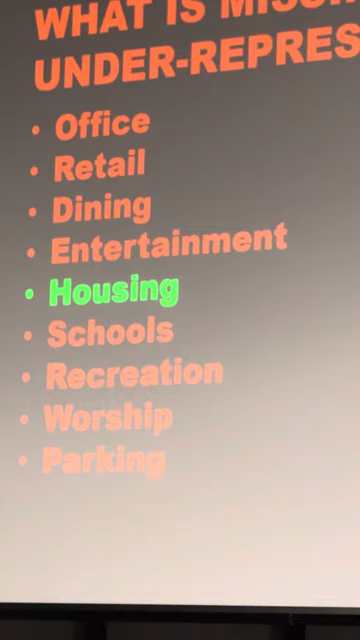 WHAT IS
UNDER-REPRES
• Office
• Retail
• Dining
• Entertainment
• Housing
• Schools
• Recreation
• Worship
• Parking